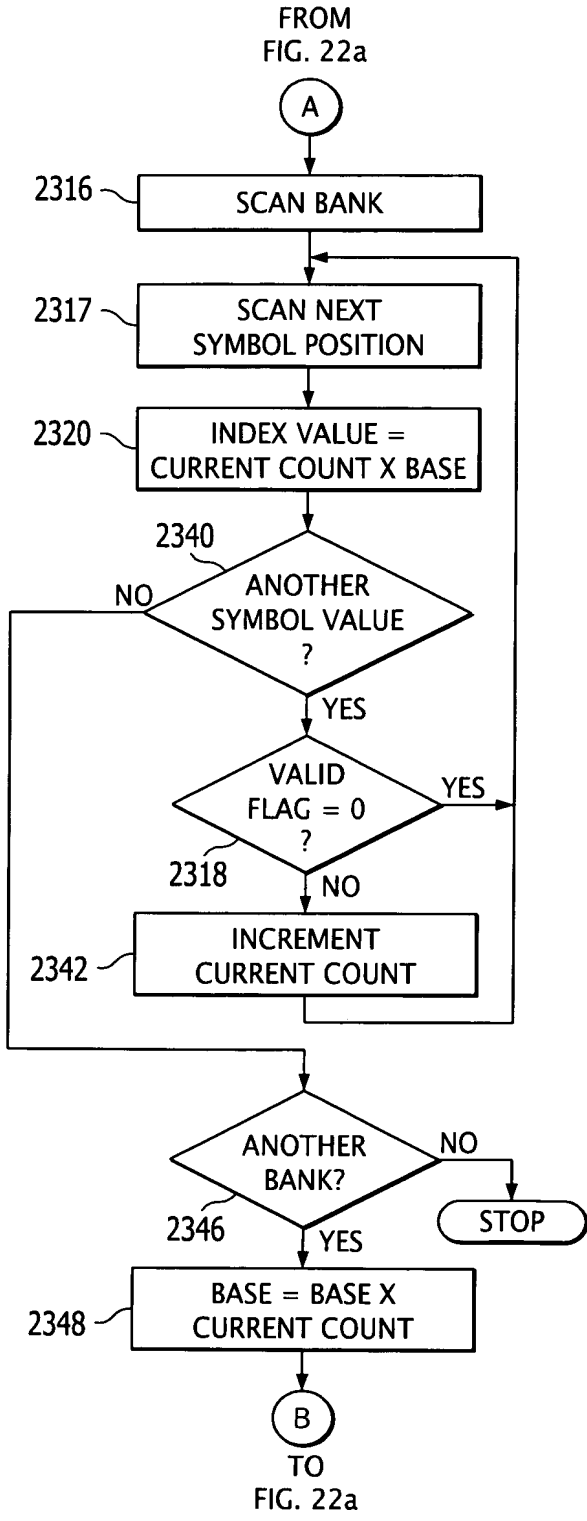 FROM
FIG. 22a
A
2316
SCAN BANK
2317
SCAN NEXT
SYMBOL POSITION
2320
INDEX VALUE =
CURRENT COUNT X BASE
2340
NO
ANOTHER
SYMBOL VALUE
?
YES
VALID
FLAG = 0
?
YES
2318
NO
2342
INCREMENT
CURRENT COUNT
ANOTHER
BANK?
NO
2346
STOP
YES
2348
BASE = BASE X
CURRENT COUNT
B
TO
FIG. 22a